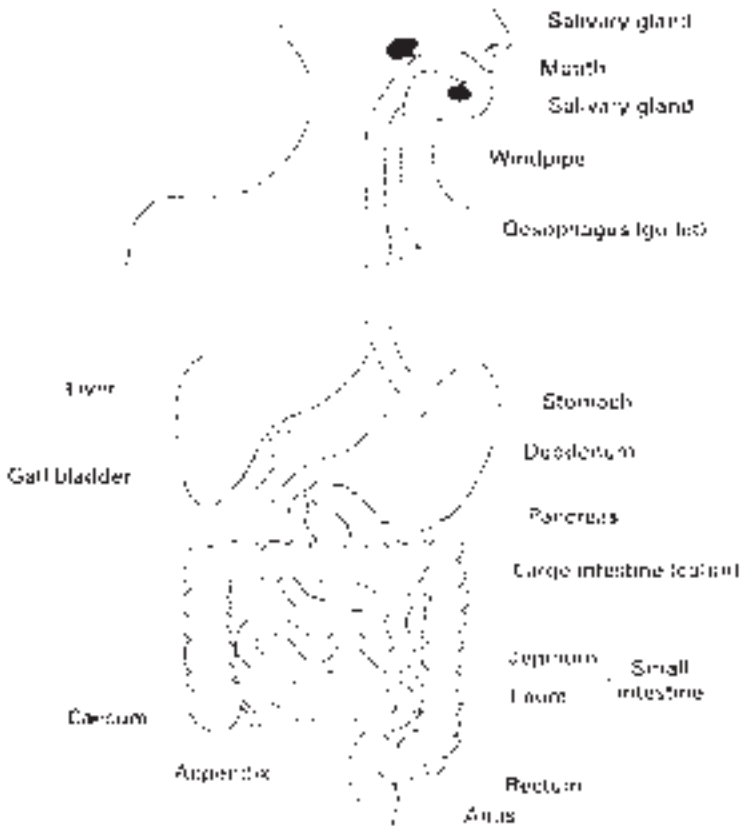 Salivary gland
Mouth
Salivary gland
Windpipe
Oesophagus (gullet)
Liver
Stomach
Duodenum
Gall bladder
Pancreas
Large intestine (colon)
Jejunum
Small
intestine
Ileum
Caecum
Appendix
Rectum
Anus